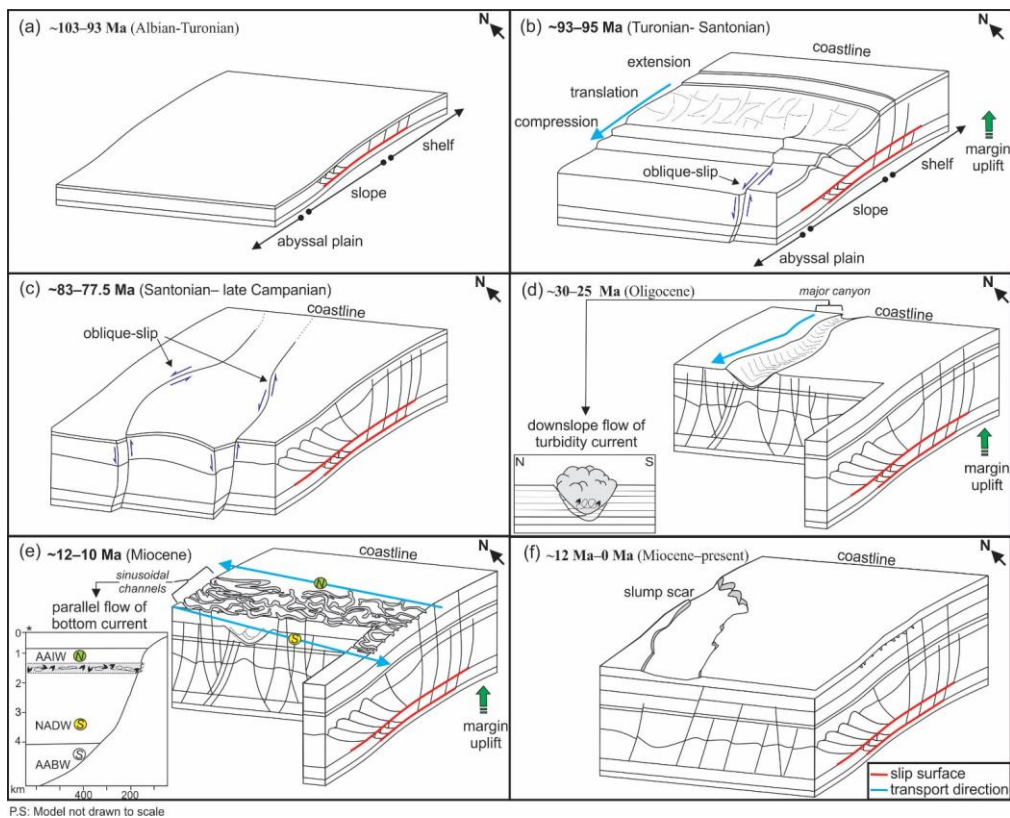 (a) ~103–93 Ma (Albian-Turonian)
N
shelf
slope
abyssal plain
(b) ~93–95 Ma (Turonian- Santonian)
N
coastline
extension
translation
compression
oblique-slip
margin
uplift
shelf
slope
abyssal plain
(c) ~83–77.5 Ma (Santonian– late Campanian)
N
coastline
oblique-slip
(d) ~30–25 Ma (Oligocene)
major canyon
N
coastline
downslope flow of
turbidity current
N S
margin
uplift
(e) ~12–10 Ma (Miocene)
N
coastline
sinusoidal
channels
parallel flow of
bottom current
N
S
0 *
AAIW N
1
2
NADW S
3
4
AABW S
km 400 200
margin
uplift
(f) ~12 Ma–0 Ma (Miocene–present)
N
coastline
slump scar
slip surface
transport direction
P.S: Model not drawn to scale